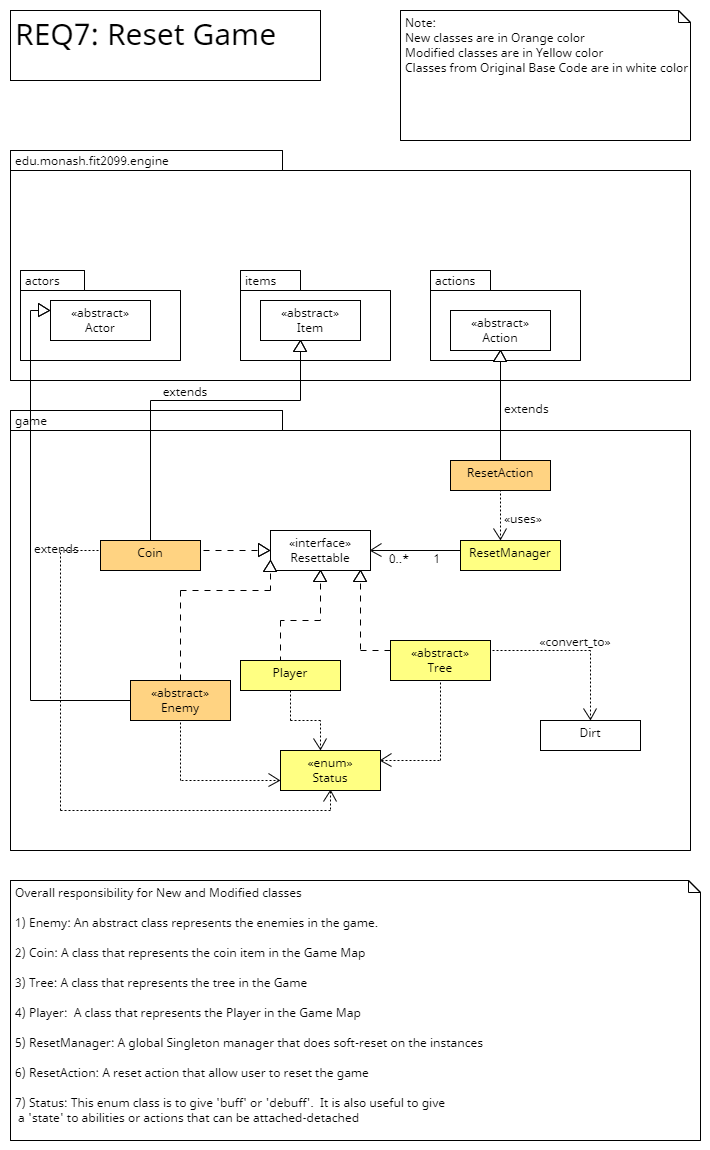 REQ7: Reset Game
Note:
New classes are in Orange color
Modified classes are in Yellow color
Classes from Original Base Code are in white color
edu.monash.fit2099.engine
actors
items
actions
«abstract»
Actor
«abstract»
Item
«abstract»
Action
extends
extends
game
ResetAction
«uses»
extends
Coin
«interface»
Resettable
0..*
1
ResetManager
«abstract»
Enemy
Player
«abstract»
Tree
«convert_to»
Dirt
«enum»
Status
Overall responsibility for New and Modified classes
1) Enemy: An abstract class represents the enemies in the game.
2) Coin: A class that represents the coin item in the Game Map
3) Tree: A class that represents the tree in the Game
4) Player:  A class that represents the Player in the Game Map
5) ResetManager: A global Singleton manager that does soft-reset on the instances
6) ResetAction: A reset action that allow user to reset the game
7) Status: This enum class is to give 'buff' or 'debuff'.  It is also useful to give
a 'state' to abilities or actions that can be attached-detached